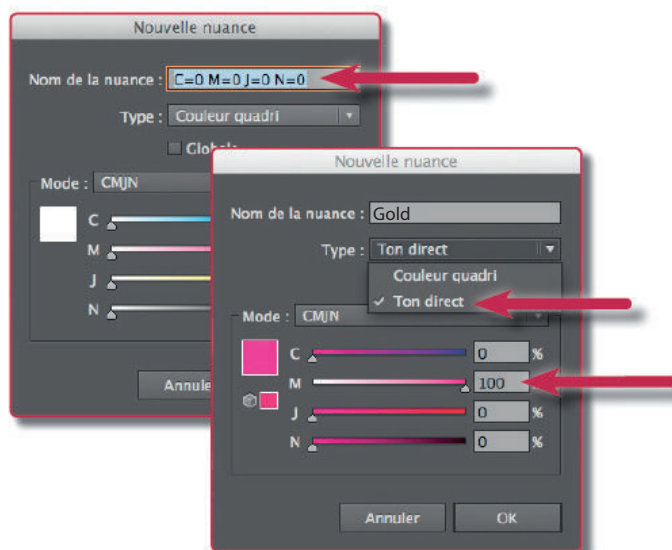 Nouvelle nuance
Nom de la nuance : C=0 M=0 J=0 N=0
Type : Couleur quadri
Mode : CMJN
C
M
J
N
Nouvelle nuance
Nom de la nuance : Gold
Type : Ton direct
Couleur quadri
✓ Ton direct
Mode : CMJN
C 0 %
M 100 %
J 0 %
N 0 %
Annuler OK